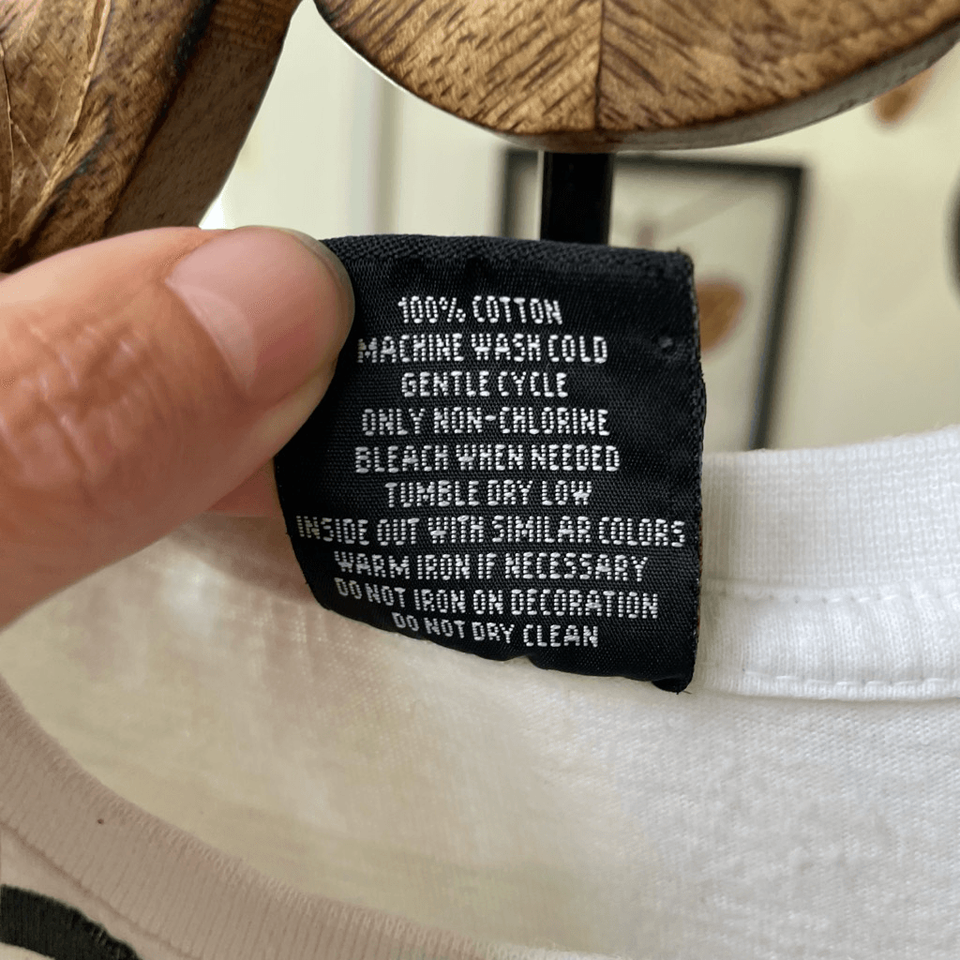 100% COTTON
MACHINE WASH COLD
GENTLE CYCLE
ONLY NON-CHLORINE
BLEACH WHEN NEEDED
TUMBLE DRY LOW
INSIDE OUT WITH SIMILAR COLORS
WARM IRON IF NECESSARY
DO NOT IRON ON DECORATION
DO NOT DRY CLEAN